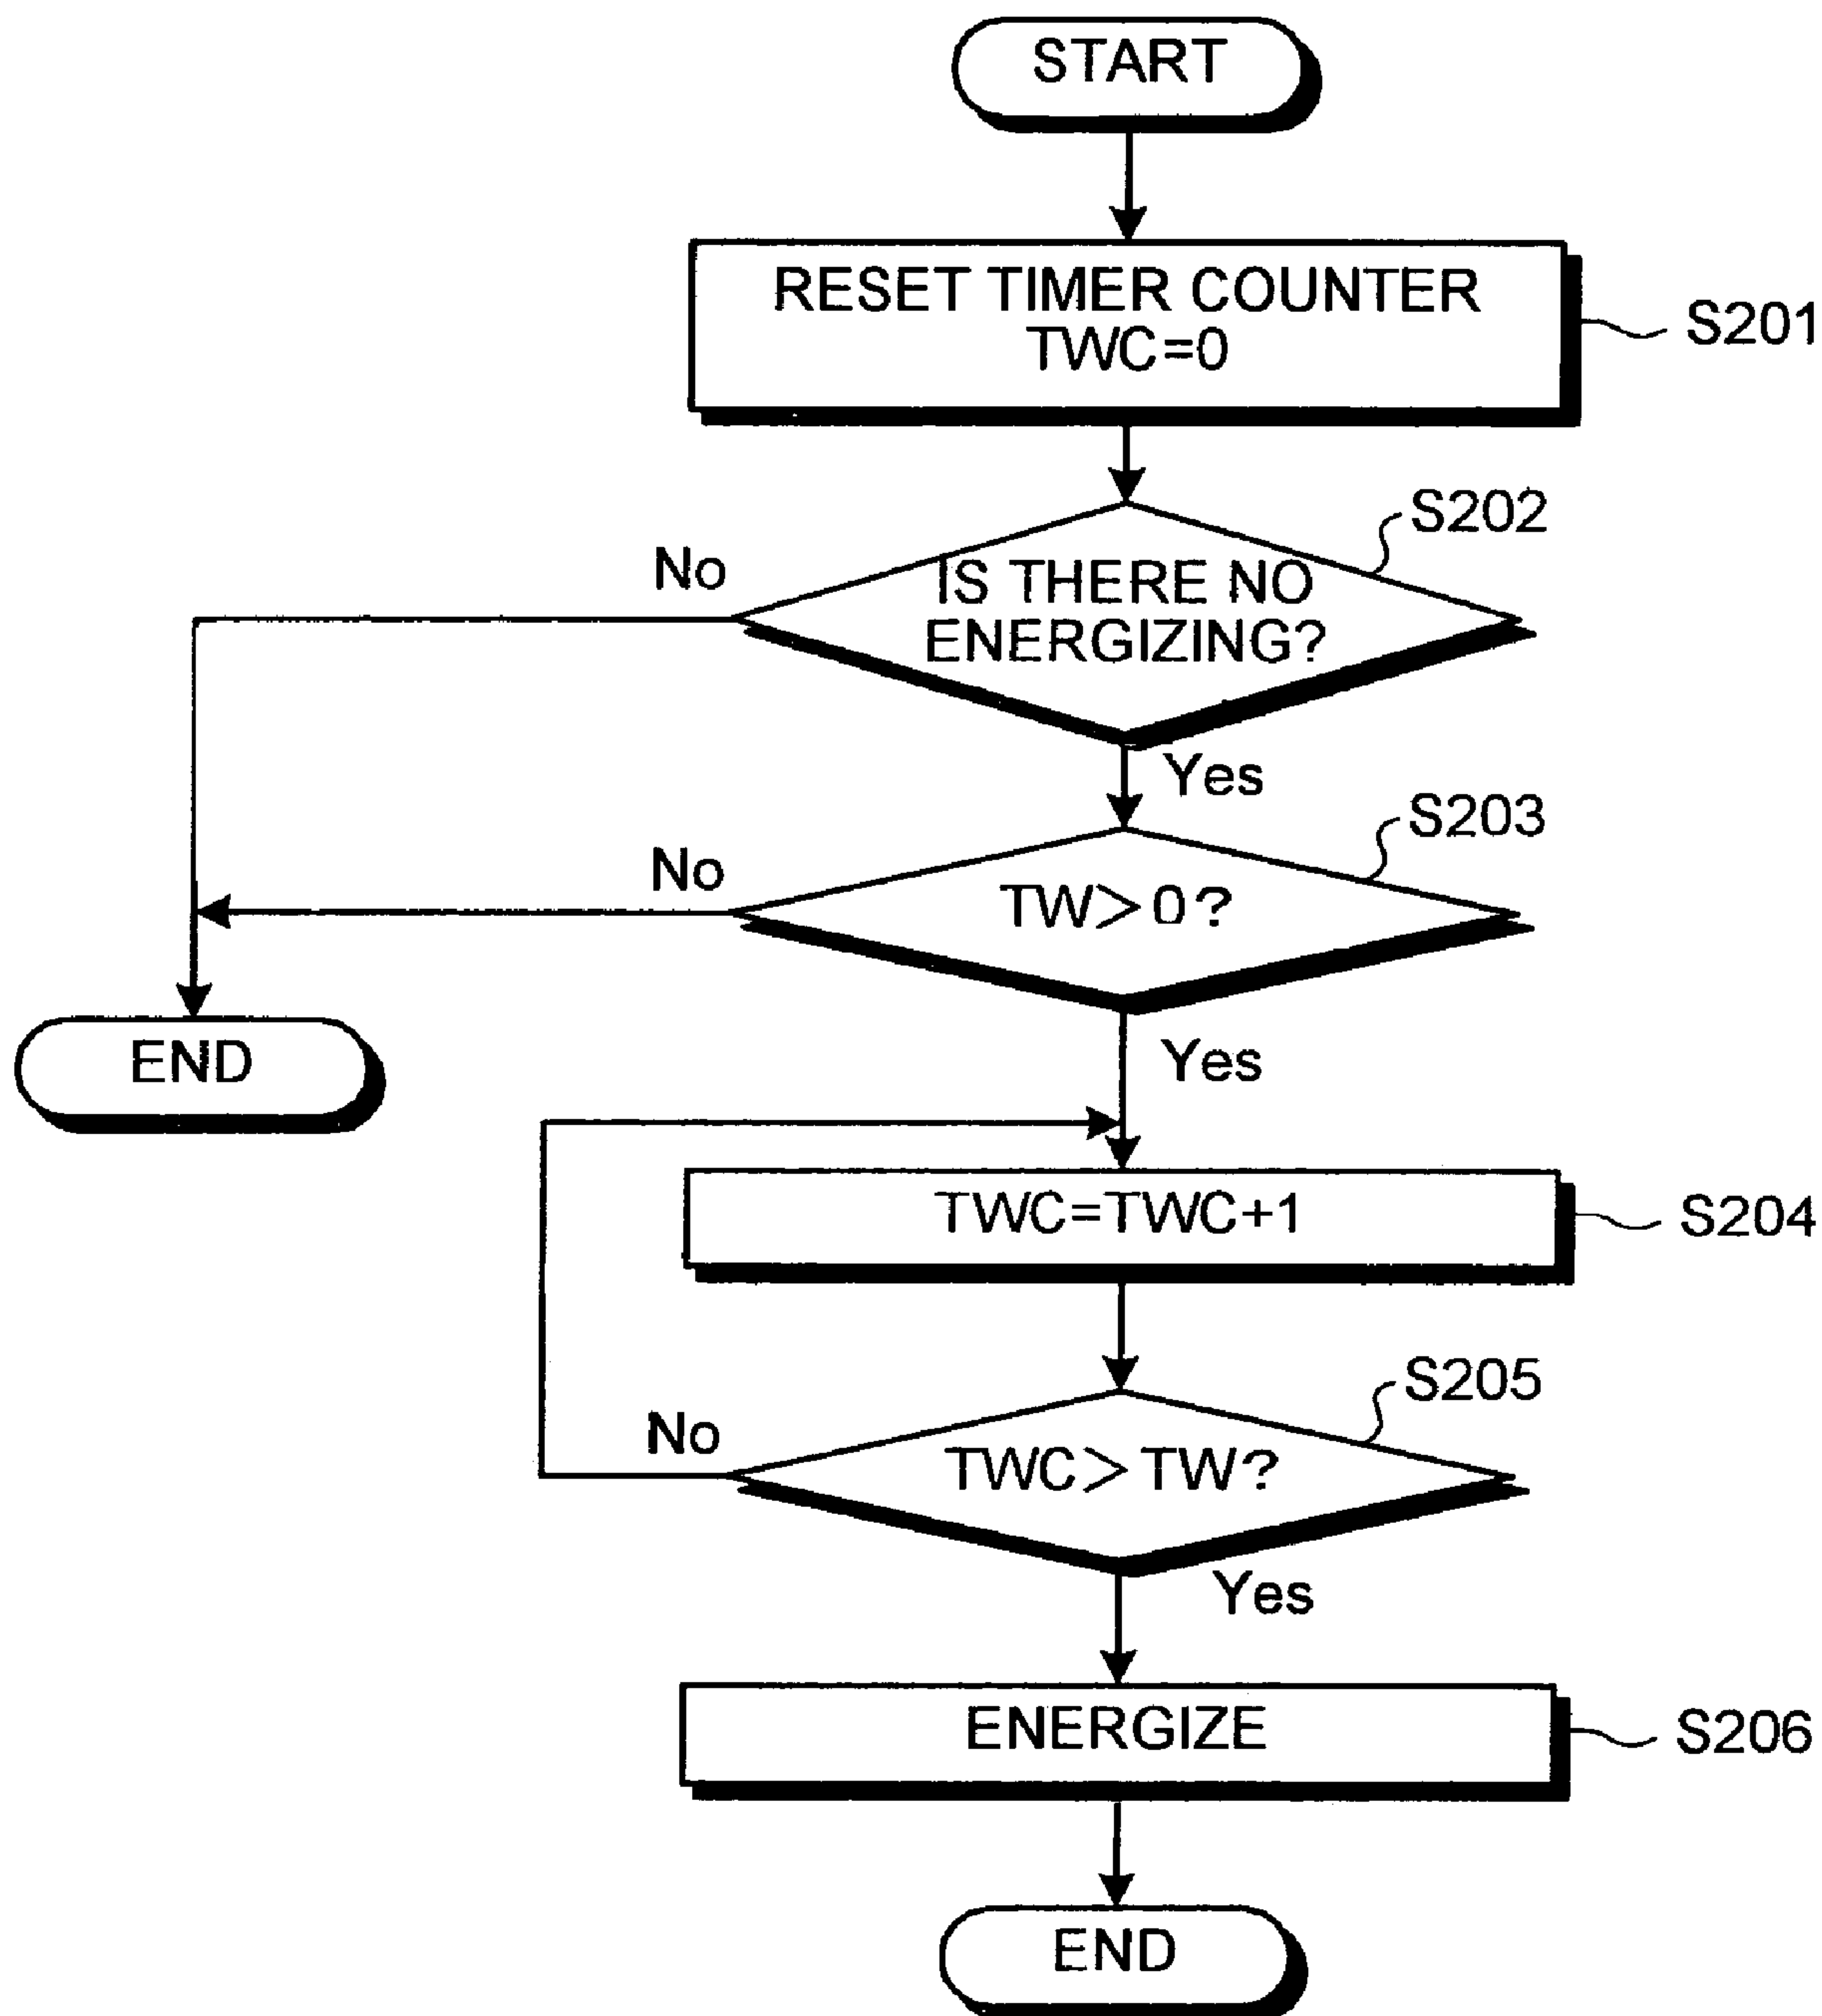 START
RESET TIMER COUNTER
TWC=0
S201
S202
No
IS THERE NO
ENERGIZING?
Yes
S203
No
TW>0?
END
Yes
TWC=TWC+1
S204
S205
No
TWC>TW?
Yes
ENERGIZE
S206
END